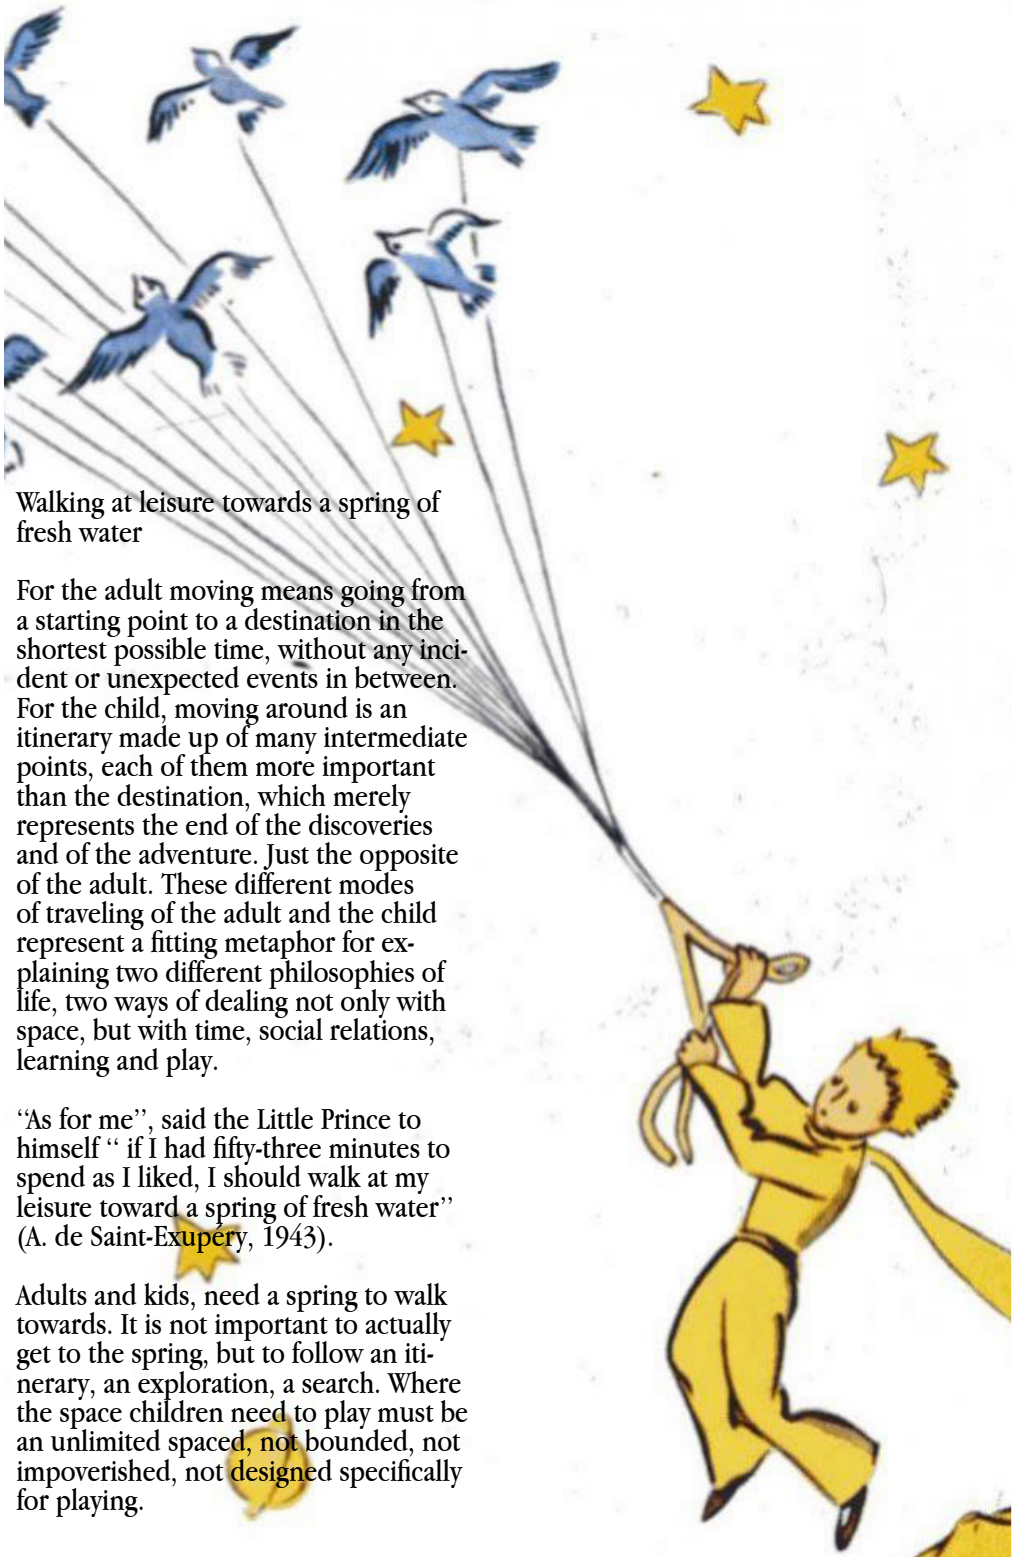 Walking at leisure towards a spring of
fresh water
For the adult moving means going from
a starting point to a destination in the
shortest possible time, without any inci-
dent or unexpected events in between.
For the child, moving around is an
itinerary made up of many intermediate
points, each of them more important
than the destination, which merely
represents the end of the discoveries
and of the adventure. Just the opposite
of the adult. These different modes
of traveling of the adult and the child
represent a fitting metaphor for ex-
plaining two different philosophies of
life, two ways of dealing not only with
space, but with time, social relations,
learning and play.
“As for me”, said the Little Prince to
himself “ if I had fifty-three minutes to
spend as I liked, I should walk at my
leisure toward a spring of fresh water”
(A. de Saint-Exupéry, 1943).
Adults and kids, need a spring to walk
towards. It is not important to actually
get to the spring, but to follow an iti-
nerary, an exploration, a search. Where
the space children need to play must be
an unlimited spaced, not bounded, not
impoverished, not designed specifically
for playing.